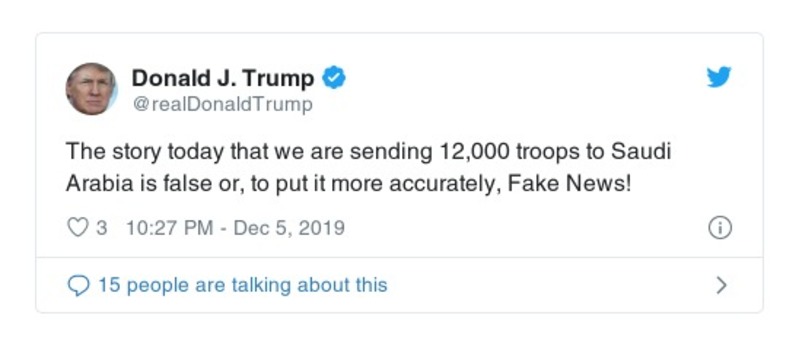 Donald J. Trump
@realDonaldTrump
The story today that we are sending 12,000 troops to Saudi
Arabia is false or, to put it more accurately, Fake News!
3 10:27 PM - Dec 5, 2019
15 people are talking about this